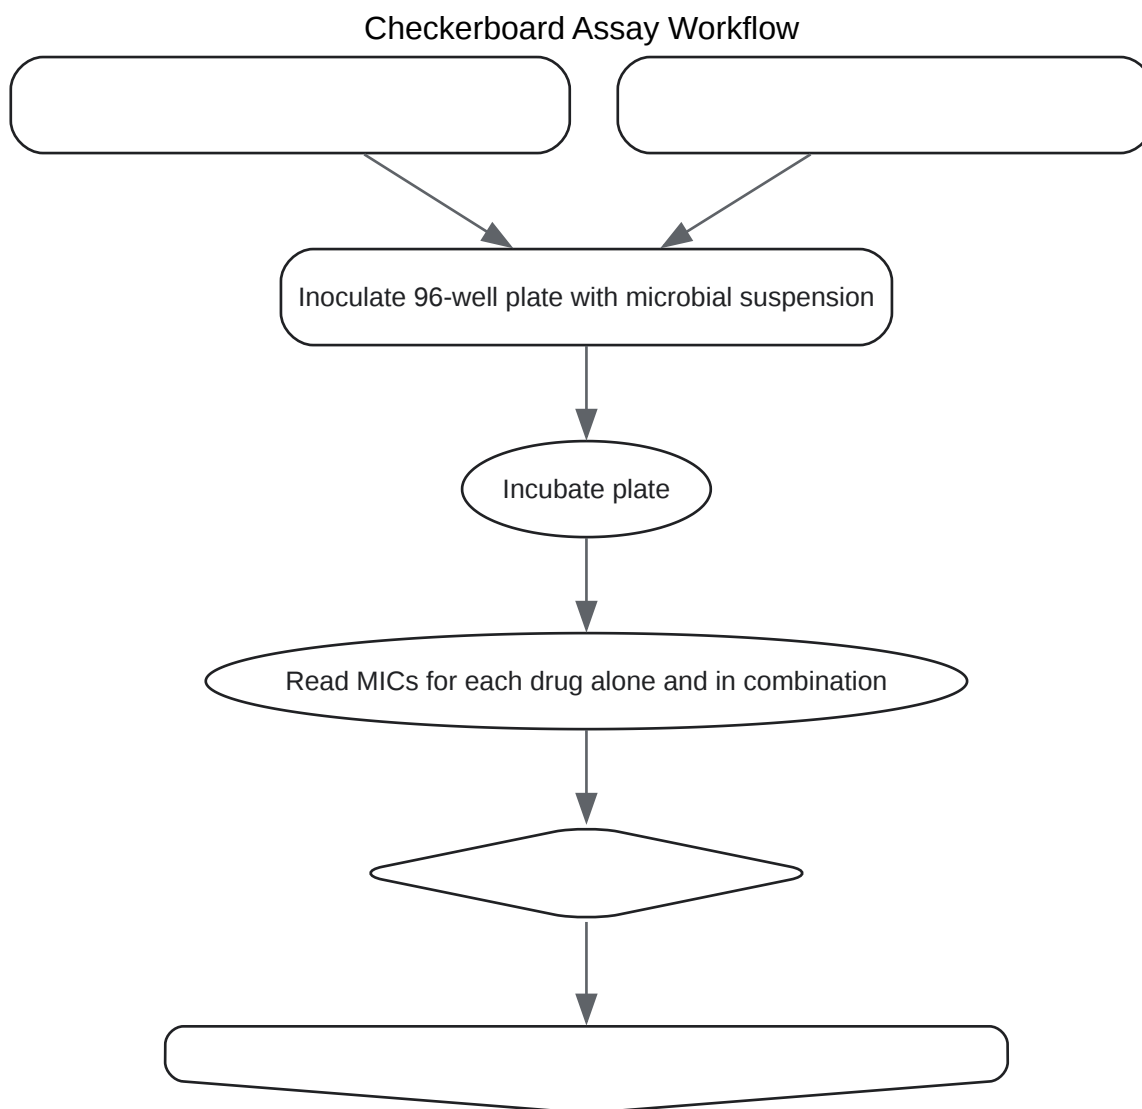 Checkerboard Assay Workflow
Inoculate 96-well plate with microbial suspension
Incubate plate
Read MICs for each drug alone and in combination